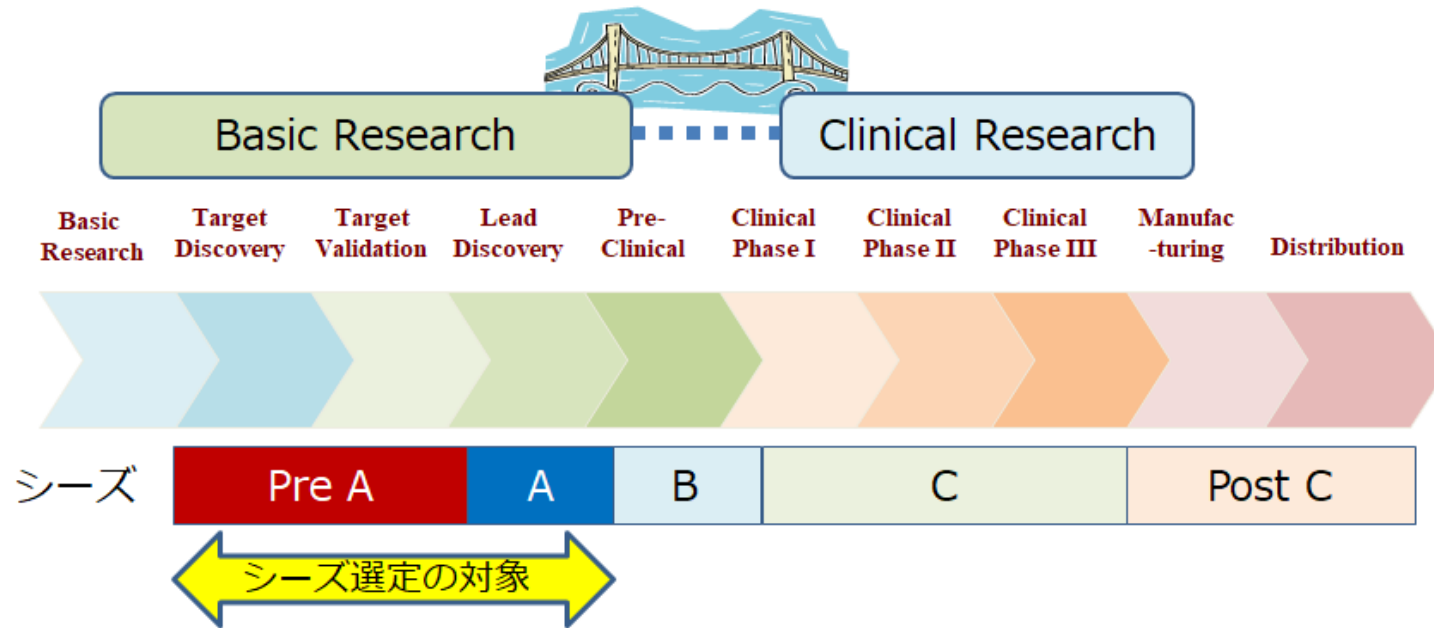 Basic Research
Clinical Research
Basic
Research
Target
Discovery
Target
Validation
Lead
Discovery
Pre-
Clinical
Clinical
Phase I
Clinical
Phase II
Clinical
Phase III
Manufac
-turing
Distribution
シーズ
Pre A
A
B
C
Post C
シーズ選定の対象